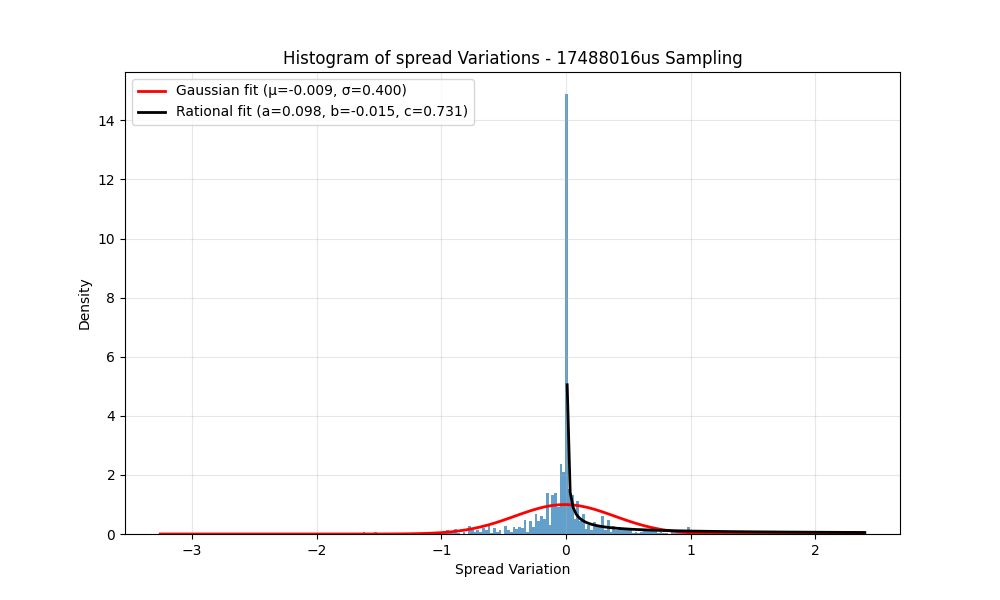 Histogram of spread Variations - 17488016us Sampling
Gaussian fit (μ=-0.009, σ=0.400)
Rational fit (a=0.098, b=-0.015, c=0.731)
14
12
10
8
6
4
2
0
Density
−3 −2 −1 0 1 2
Spread Variation